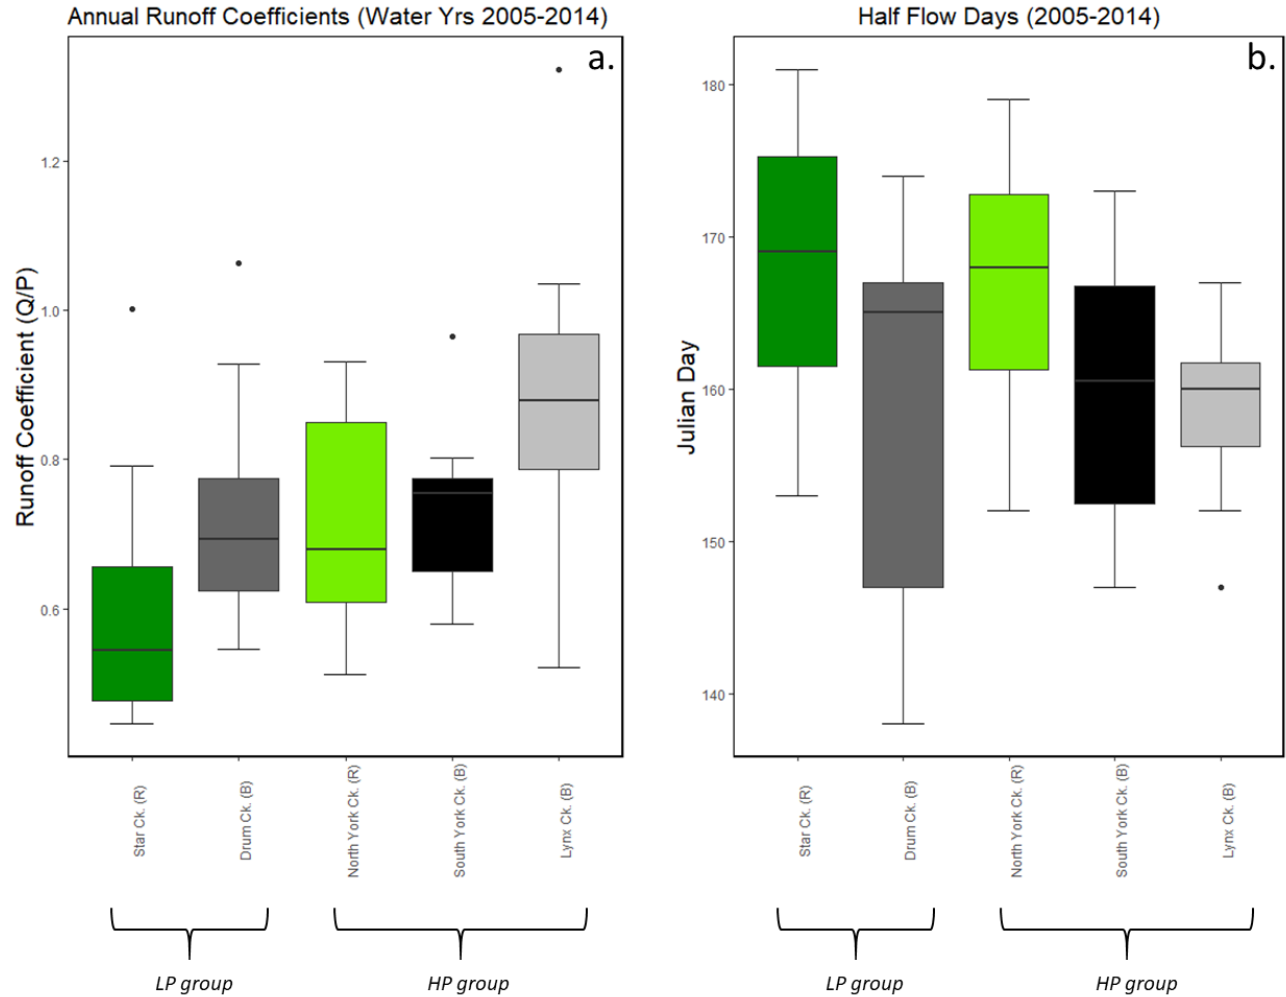 Annual Runoff Coefficients (Water Yrs 2005-2014)
a.
Runoff Coefficient (Q/P)
1.2
1.0
0.8
0.6
Star Ck. (R)
Drum Ck. (B)
North York Ck. (R)
South York Ck. (B)
Lynx Ck. (B)
LP group
HP group
Half Flow Days (2005-2014)
b.
Julian Day
180
170
160
150
140
Star Ck. (R)
Drum Ck. (B)
North York Ck. (R)
South York Ck. (B)
Lynx Ck. (B)
LP group
HP group